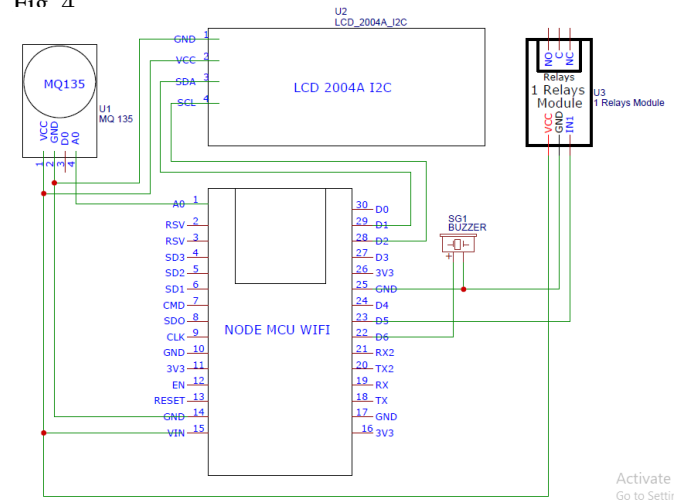 Fig. 4
U2
LCD_2004A_I2C
GND 1
VCC 2
SDA 3
SCL 4
LCD 2004A I2C
MQ135
U1
MQ 135
VCC
GND
D0
A0
1 2 3 4
NO
C
NC
Relays
1 Relays
Module
U3
1 Relays Module
VCC
GND
IN1
NODE MCU WIFI
A0 1
RSV 2
RSV 3
SD3 4
SD2 5
SD1 6
CMD 7
SDO 8
CLK 9
GND 10
3V3 11
EN 12
RESET 13
GND 14
VIN 15
30 D0
29 D1
28 D2
27 D3
26 3V3
25 GND
24 D4
23 D5
22 D6
21 RX2
20 TX2
19 RX
18 TX
17 GND
16 3V3
SG1
BUZZER
+
Activate
Go to Settin